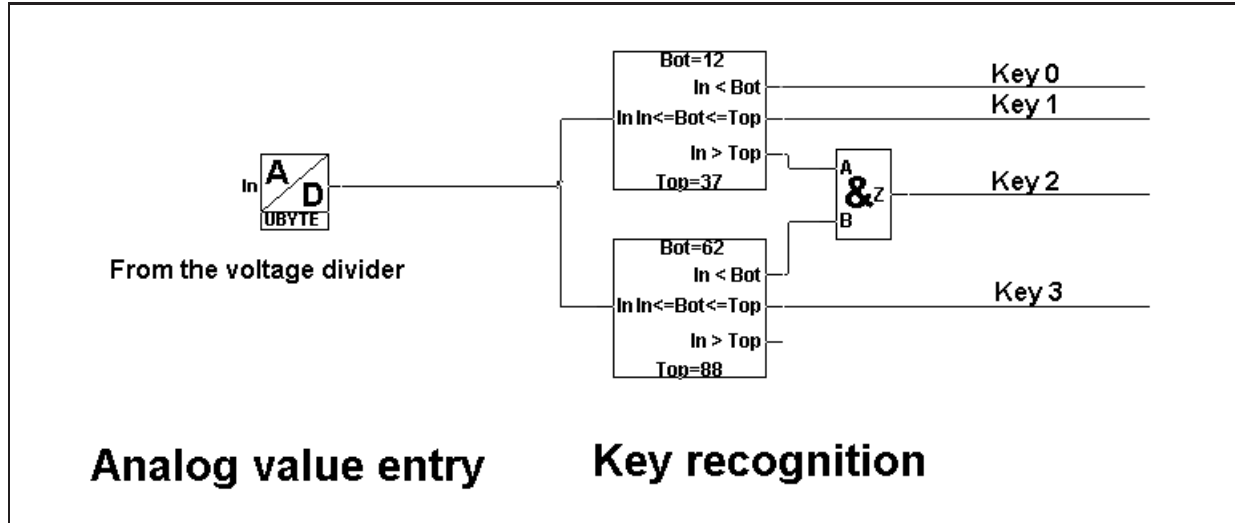 Bot=12
In < Bot
In In<=Bot<=Top
In > Top
Top=37
Key 0
Key 1
In
A
D
UBYTE
From the voltage divider
A
B
&
Z
Key 2
Bot=62
In < Bot
In In<=Bot<=Top
In > Top
Top=88
Key 3
Analog value entry
Key recognition